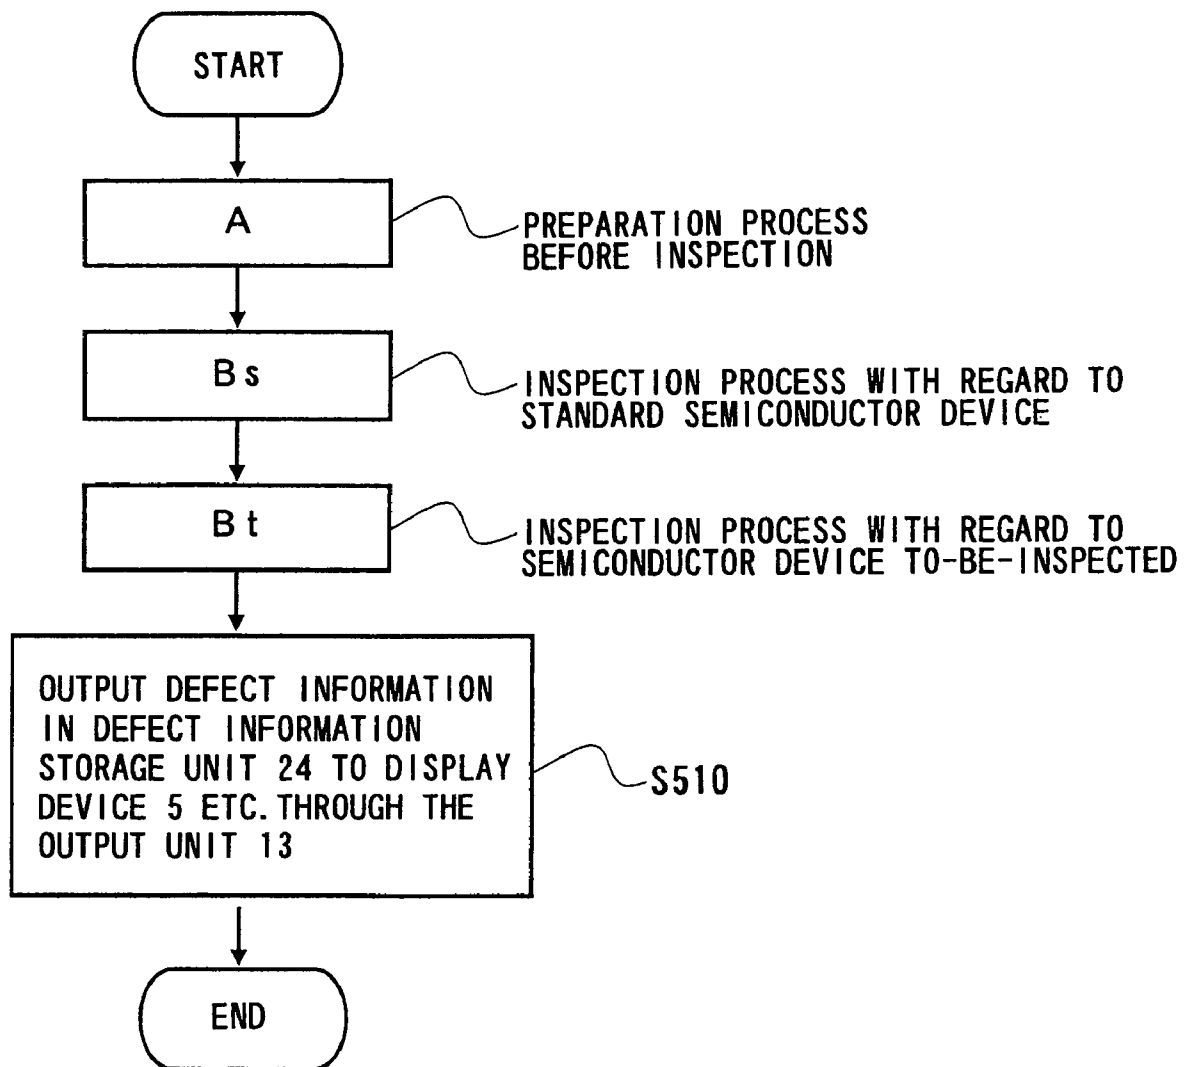 START
A
PREPARATION PROCESS
BEFORE INSPECTION
Bs
INSPECTION PROCESS WITH REGARD TO
STANDARD SEMICONDUCTOR DEVICE
Bt
INSPECTION PROCESS WITH REGARD TO
SEMICONDUCTOR DEVICE TO-BE-INSPECTED
OUTPUT DEFECT INFORMATION
IN DEFECT INFORMATION
STORAGE UNIT 24 TO DISPLAY
DEVICE 5 ETC. THROUGH THE
OUTPUT UNIT 13
S510
END